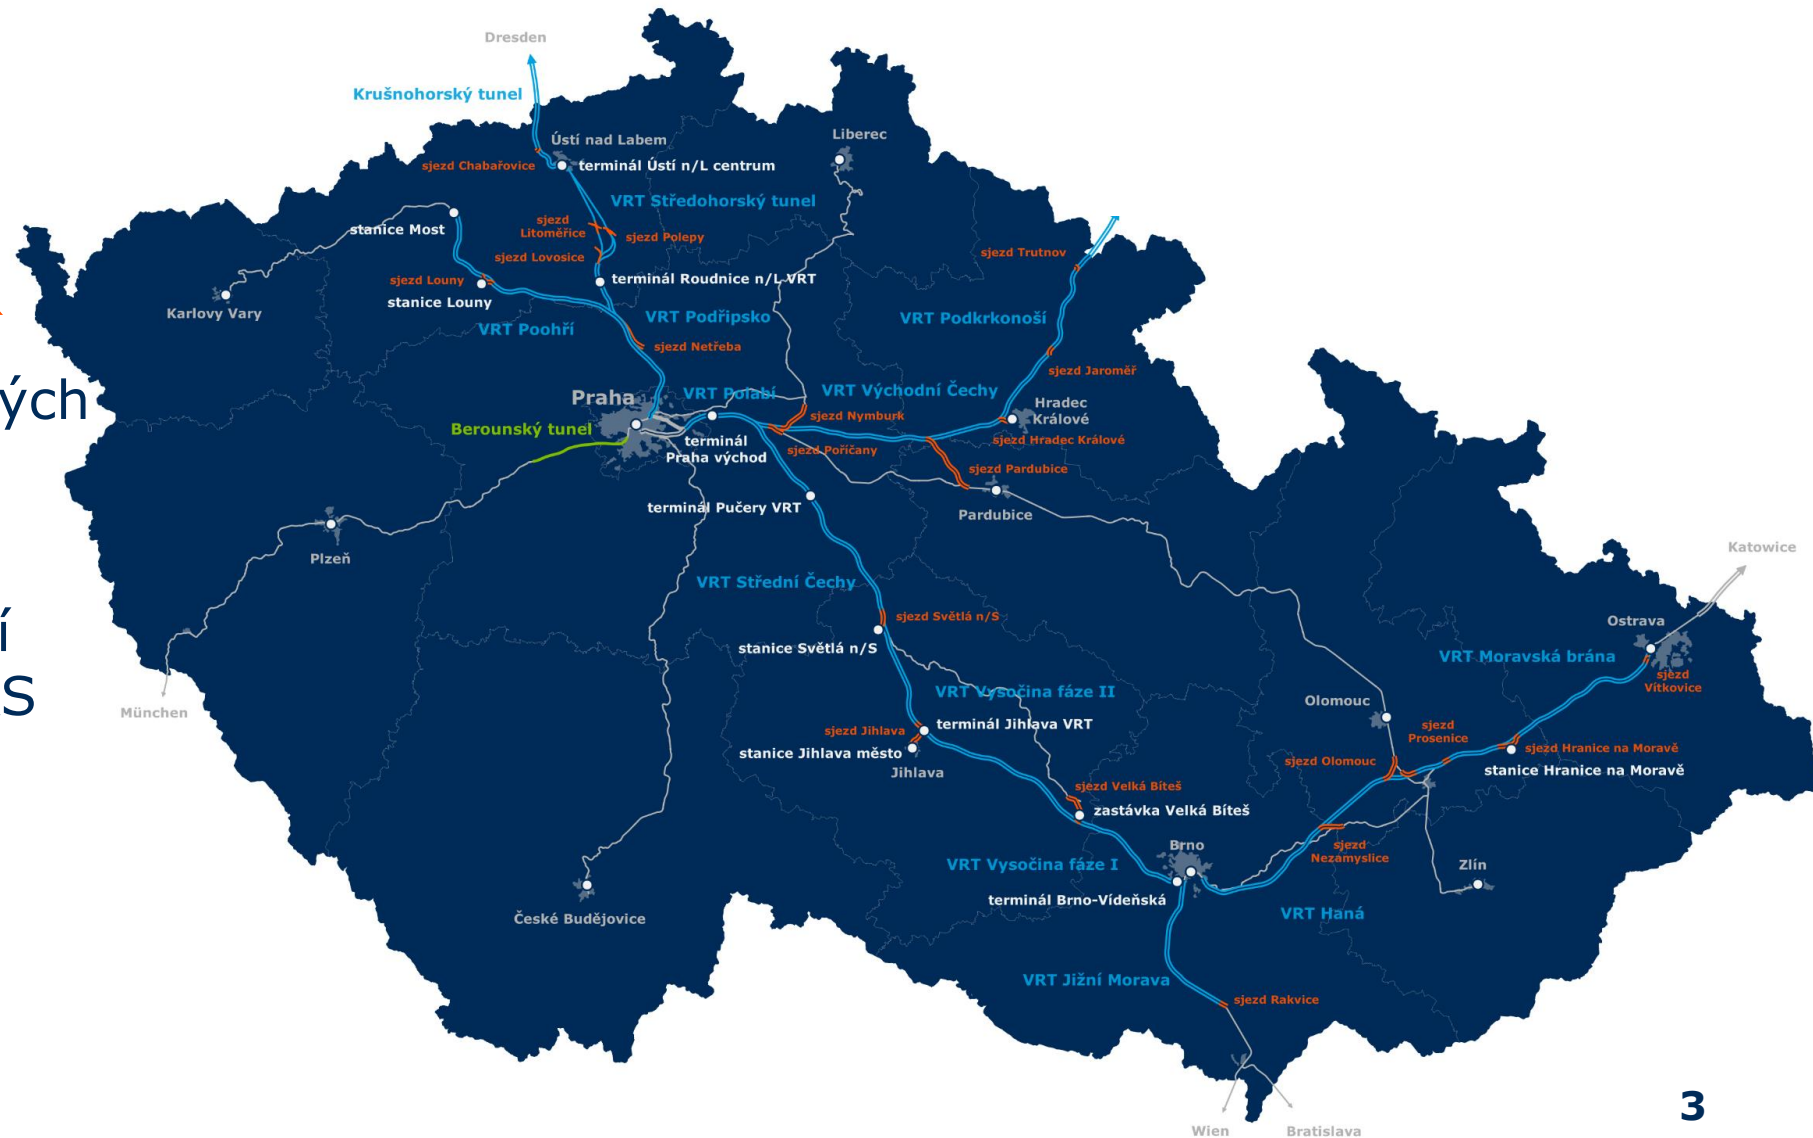 Dresden
Krušnohorský tunel
Ústí nad Labem
Liberec
sjezd Chabařovice
terminál Ústí n/L centrum
VRT Středohorský tunel
stanice Most
sjezd
Litoměřice
sjezd Polepy
sjezd Lovosice
sjezd Trutnov
sjezd Louny
terminál Roudnice n/L VRT
stanice Louny
Karlovy Vary
VRT Poohří
VRT Podřipsko
VRT Podkrkonoší
sjezd Netřeba
sjezd Jaroměř
ých
Praha
VRT Polabí
VRT Východní Čechy
Hradec
Králové
sjezd Nymburk
Berounský tunel
terminál
Praha východ
sjezd Poříčany
sjezd Hradec Králové
sjezd Pardubice
terminál Pučery VRT
Pardubice
Plzeň
Katowice
VRT Střední Čechy
í
sjezd Světlá n/S
Ostrava
stanice Světlá n/S
VRT Moravská brána
sjezd
Vítkovice
S
VRT Vysočina fáze II
Olomouc
München
sjezd Jihlava
terminál Jihlava VRT
sjezd
Prosenice
stanice Jihlava město
sjezd Hranice na Moravě
Jihlava
sjezd Olomouc
stanice Hranice na Moravě
sjezd Velká Bíteš
zastávka Velká Bíteš
Brno
sjezd
Nezamyslice
VRT Vysočina fáze I
Zlín
terminál Brno-Vídeňská
České Budějovice
VRT Haná
VRT Jižní Morava
sjezd Rakvice
3
Wien
Bratislava